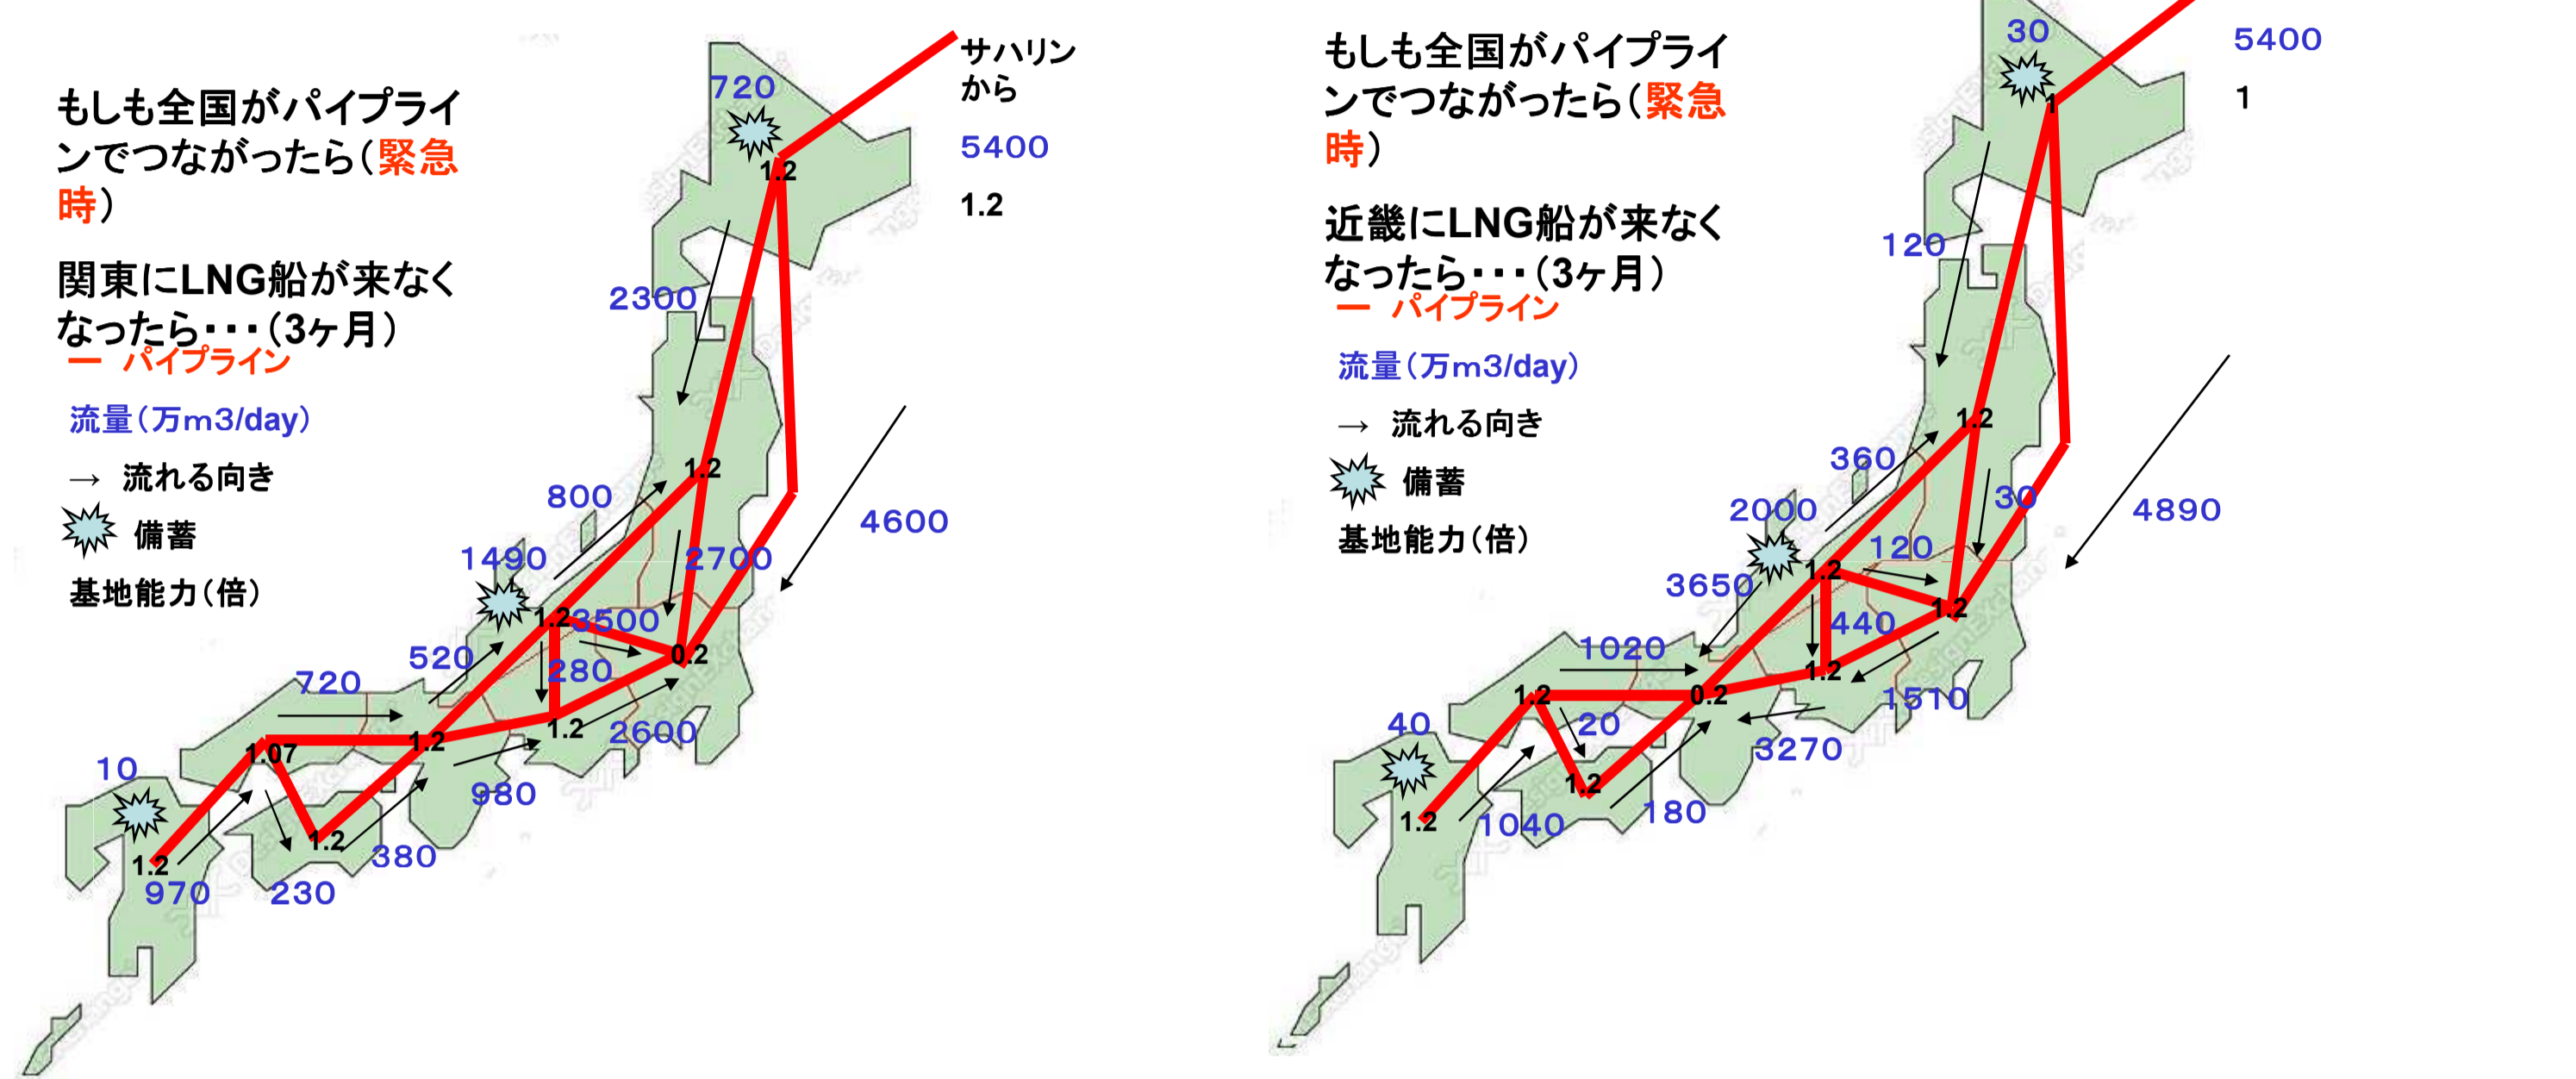 もしも全国がパイプライ
ンでつながったら（緊急
時）
関東にLNG船が来なく
なったら・・・（3ヶ月）
ー パイプライン
流量（万ｍ3/day）
→ 流れる向き
備蓄
基地能力（倍）
サハリン
から
5400
1.2
720
1.2
2300
1.2
800
4600
1490
2700
1.2
3500
0.2
520
280
720
1.2
1.2
2600
1.07
980
10
1.2
380
1.2
970
230
もしも全国がパイプライ
ンでつながったら（緊急
時）
近畿にLNG船が来なく
なったら・・・（3ヶ月）
ー パイプライン
流量（万ｍ3/day）
→ 流れる向き
備蓄
基地能力（倍）
5400
1
30
1
120
1.2
360
30
4890
2000
120
1.2
3650
1.2
440
1020
1.2
1.2
0.2
1510
40
20
3270
1.2
180
1.2
1040